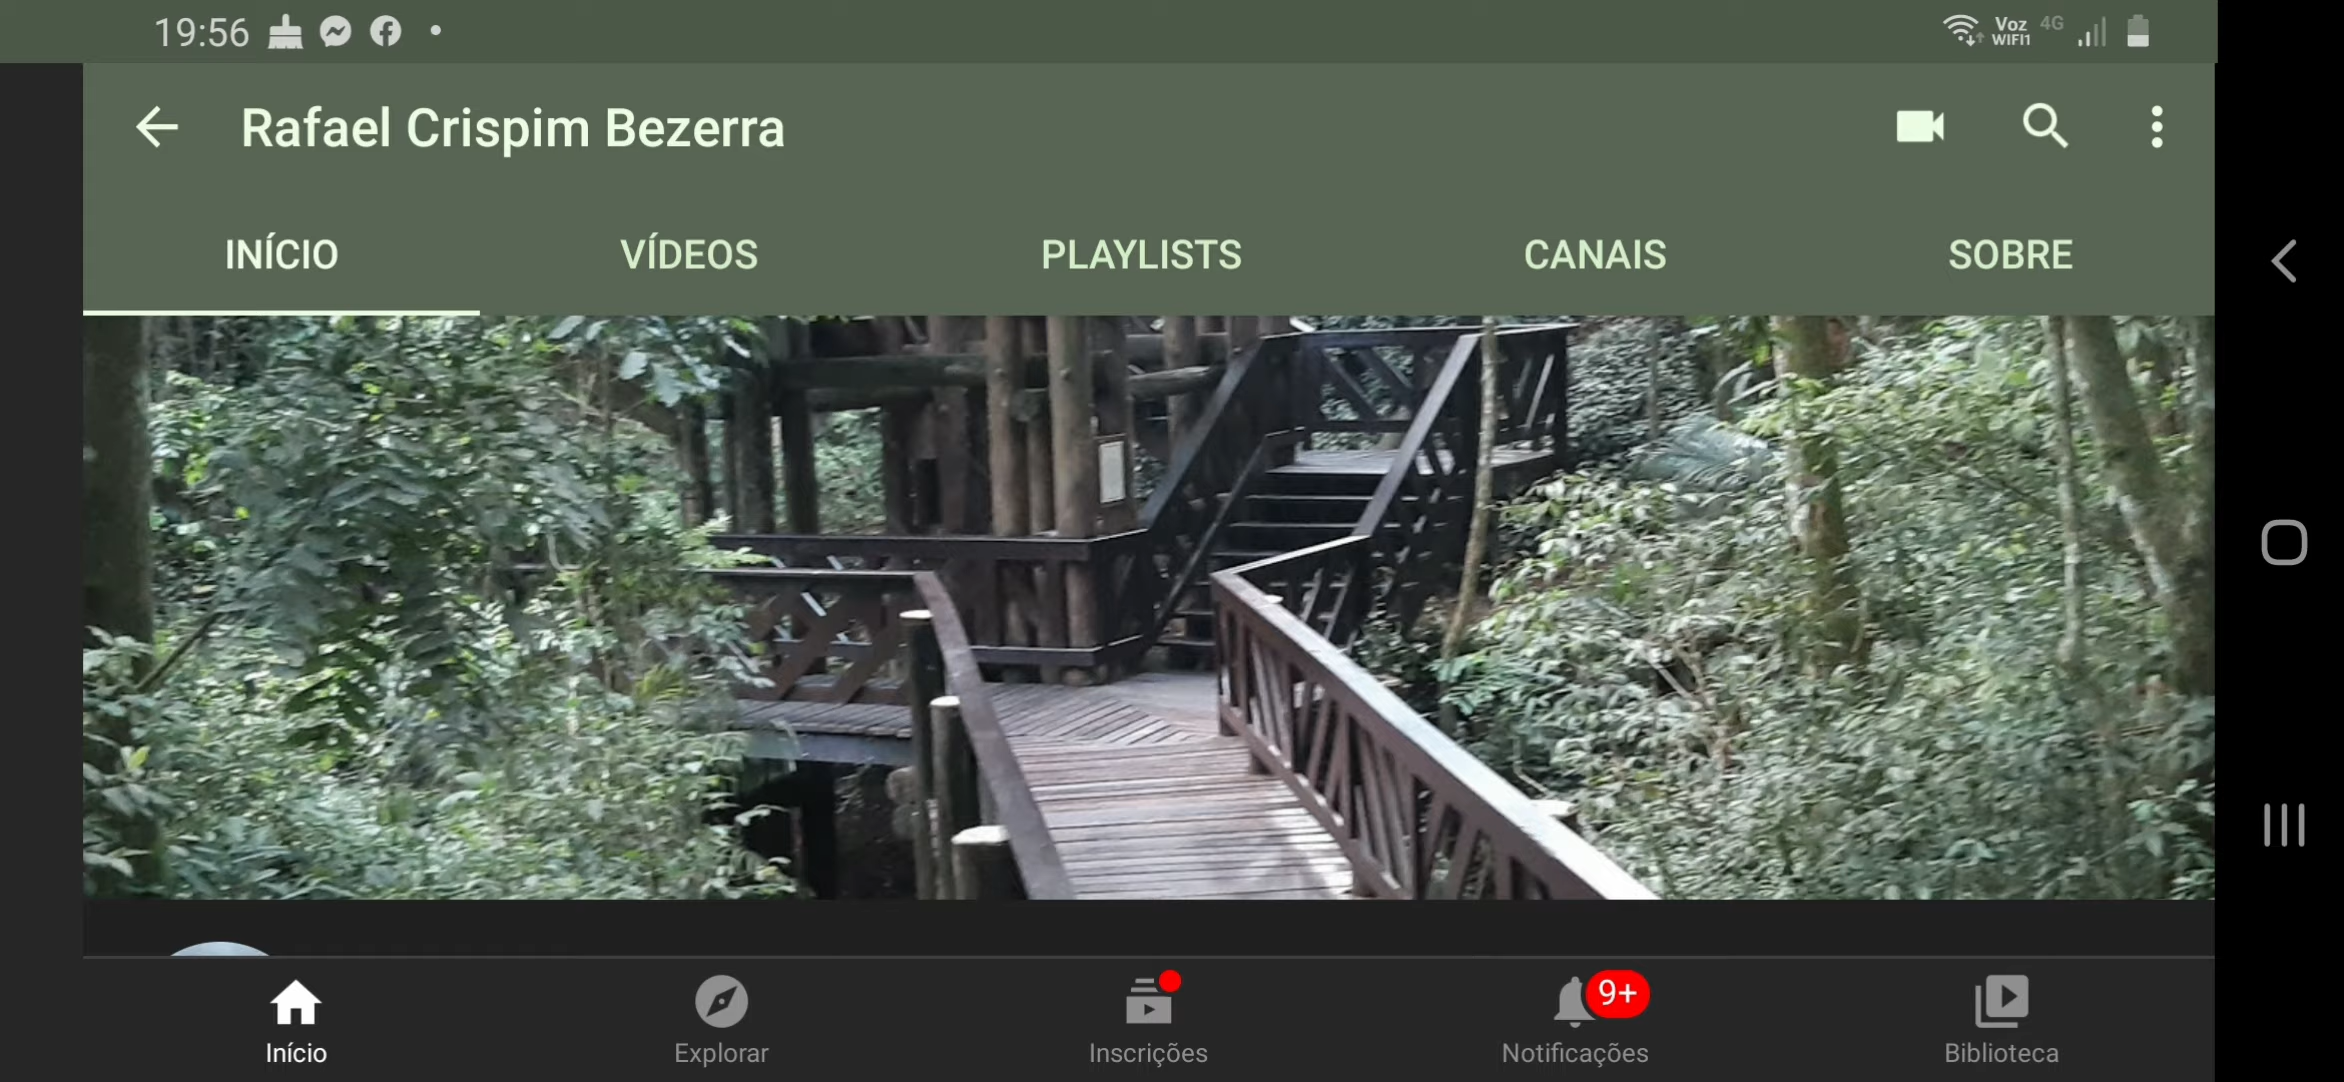 19:56
Voz WIFI1 4G
Rafael Crispim Bezerra
INÍCIO VÍDEOS PLAYLISTS CANAIS SOBRE
9+
Início Explorar Inscrições Notificações Biblioteca